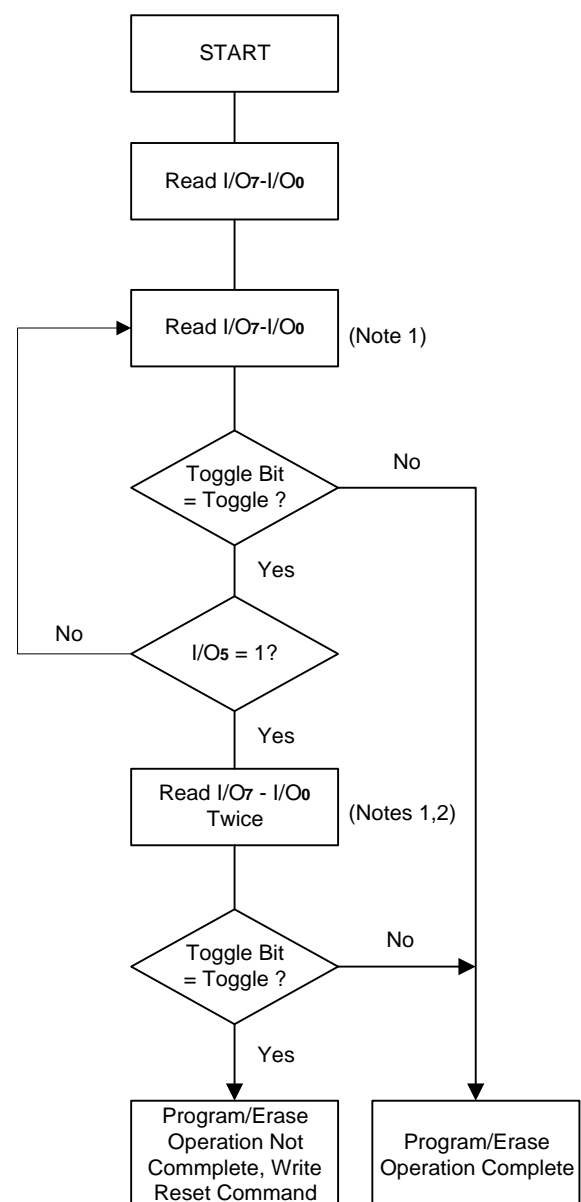 START
Read I/O7-I/O0
Read I/O7-I/O0
(Note 1)
Toggle Bit
= Toggle ?
No
Yes
No
I/O5 = 1?
Yes
Read I/O7 - I/O0
Twice
(Notes 1,2)
Toggle Bit
= Toggle ?
No
Yes
Program/Erase
Operation Not
Commplete, Write
Reset Command
Program/Erase
Operation Complete